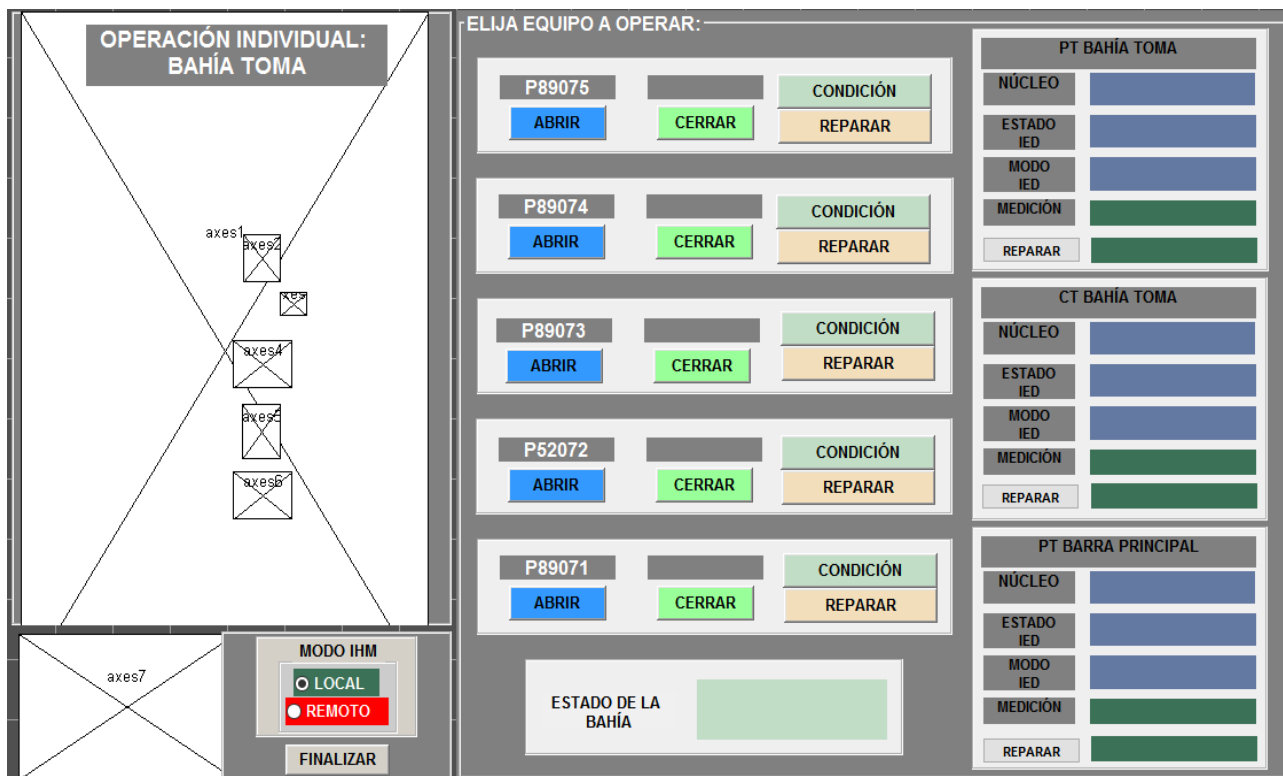 OPERACIÓN INDIVIDUAL:
BAHÍA TOMA
axes1
axes2
axes4
axes5
axes6
axes7
MODO IHM
LOCAL
REMOTO
FINALIZAR
ELIJA EQUIPO A OPERAR:
P89075
CONDICIÓN
ABRIR
CERRAR
REPARAR
P89074
CONDICIÓN
ABRIR
CERRAR
REPARAR
P89073
CONDICIÓN
ABRIR
CERRAR
REPARAR
P52072
CONDICIÓN
ABRIR
CERRAR
REPARAR
P89071
CONDICIÓN
ABRIR
CERRAR
REPARAR
ESTADO DE LA
BAHÍA
PT BAHÍA TOMA
NÚCLEO
ESTADO
IED
MODO
IED
MEDICIÓN
REPARAR
CT BAHÍA TOMA
NÚCLEO
ESTADO
IED
MODO
IED
MEDICIÓN
REPARAR
PT BARRA PRINCIPAL
NÚCLEO
ESTADO
IED
MODO
IED
MEDICIÓN
REPARAR